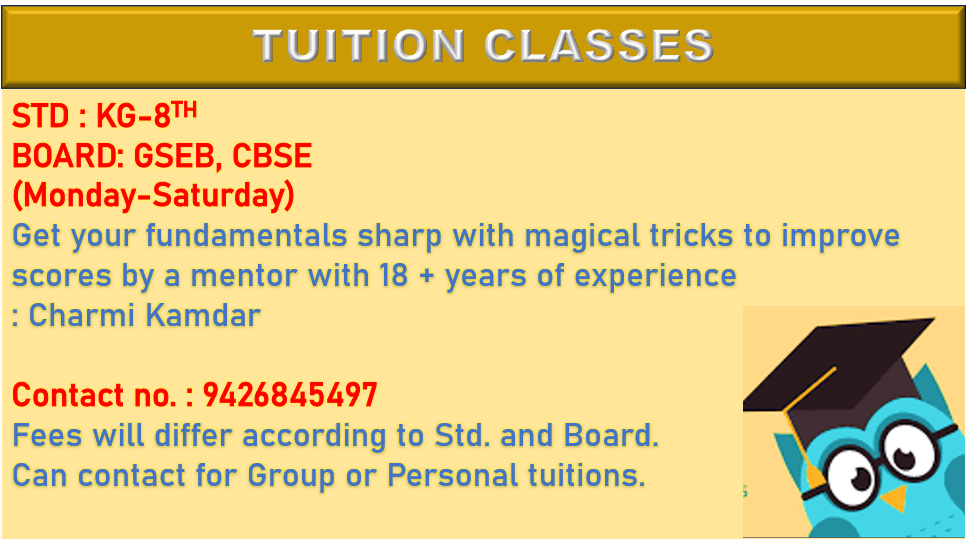 TUITION CLASSES
STD : KG-8TH
BOARD: GSEB, CBSE
(Monday-Saturday)
Get your fundamentals sharp with magical tricks to improve
scores by a mentor with 18 + years of experience
: Charmi Kamdar
Contact no. : 9426845497
Fees will differ according to Std. and Board.
Can contact for Group or Personal tuitions.